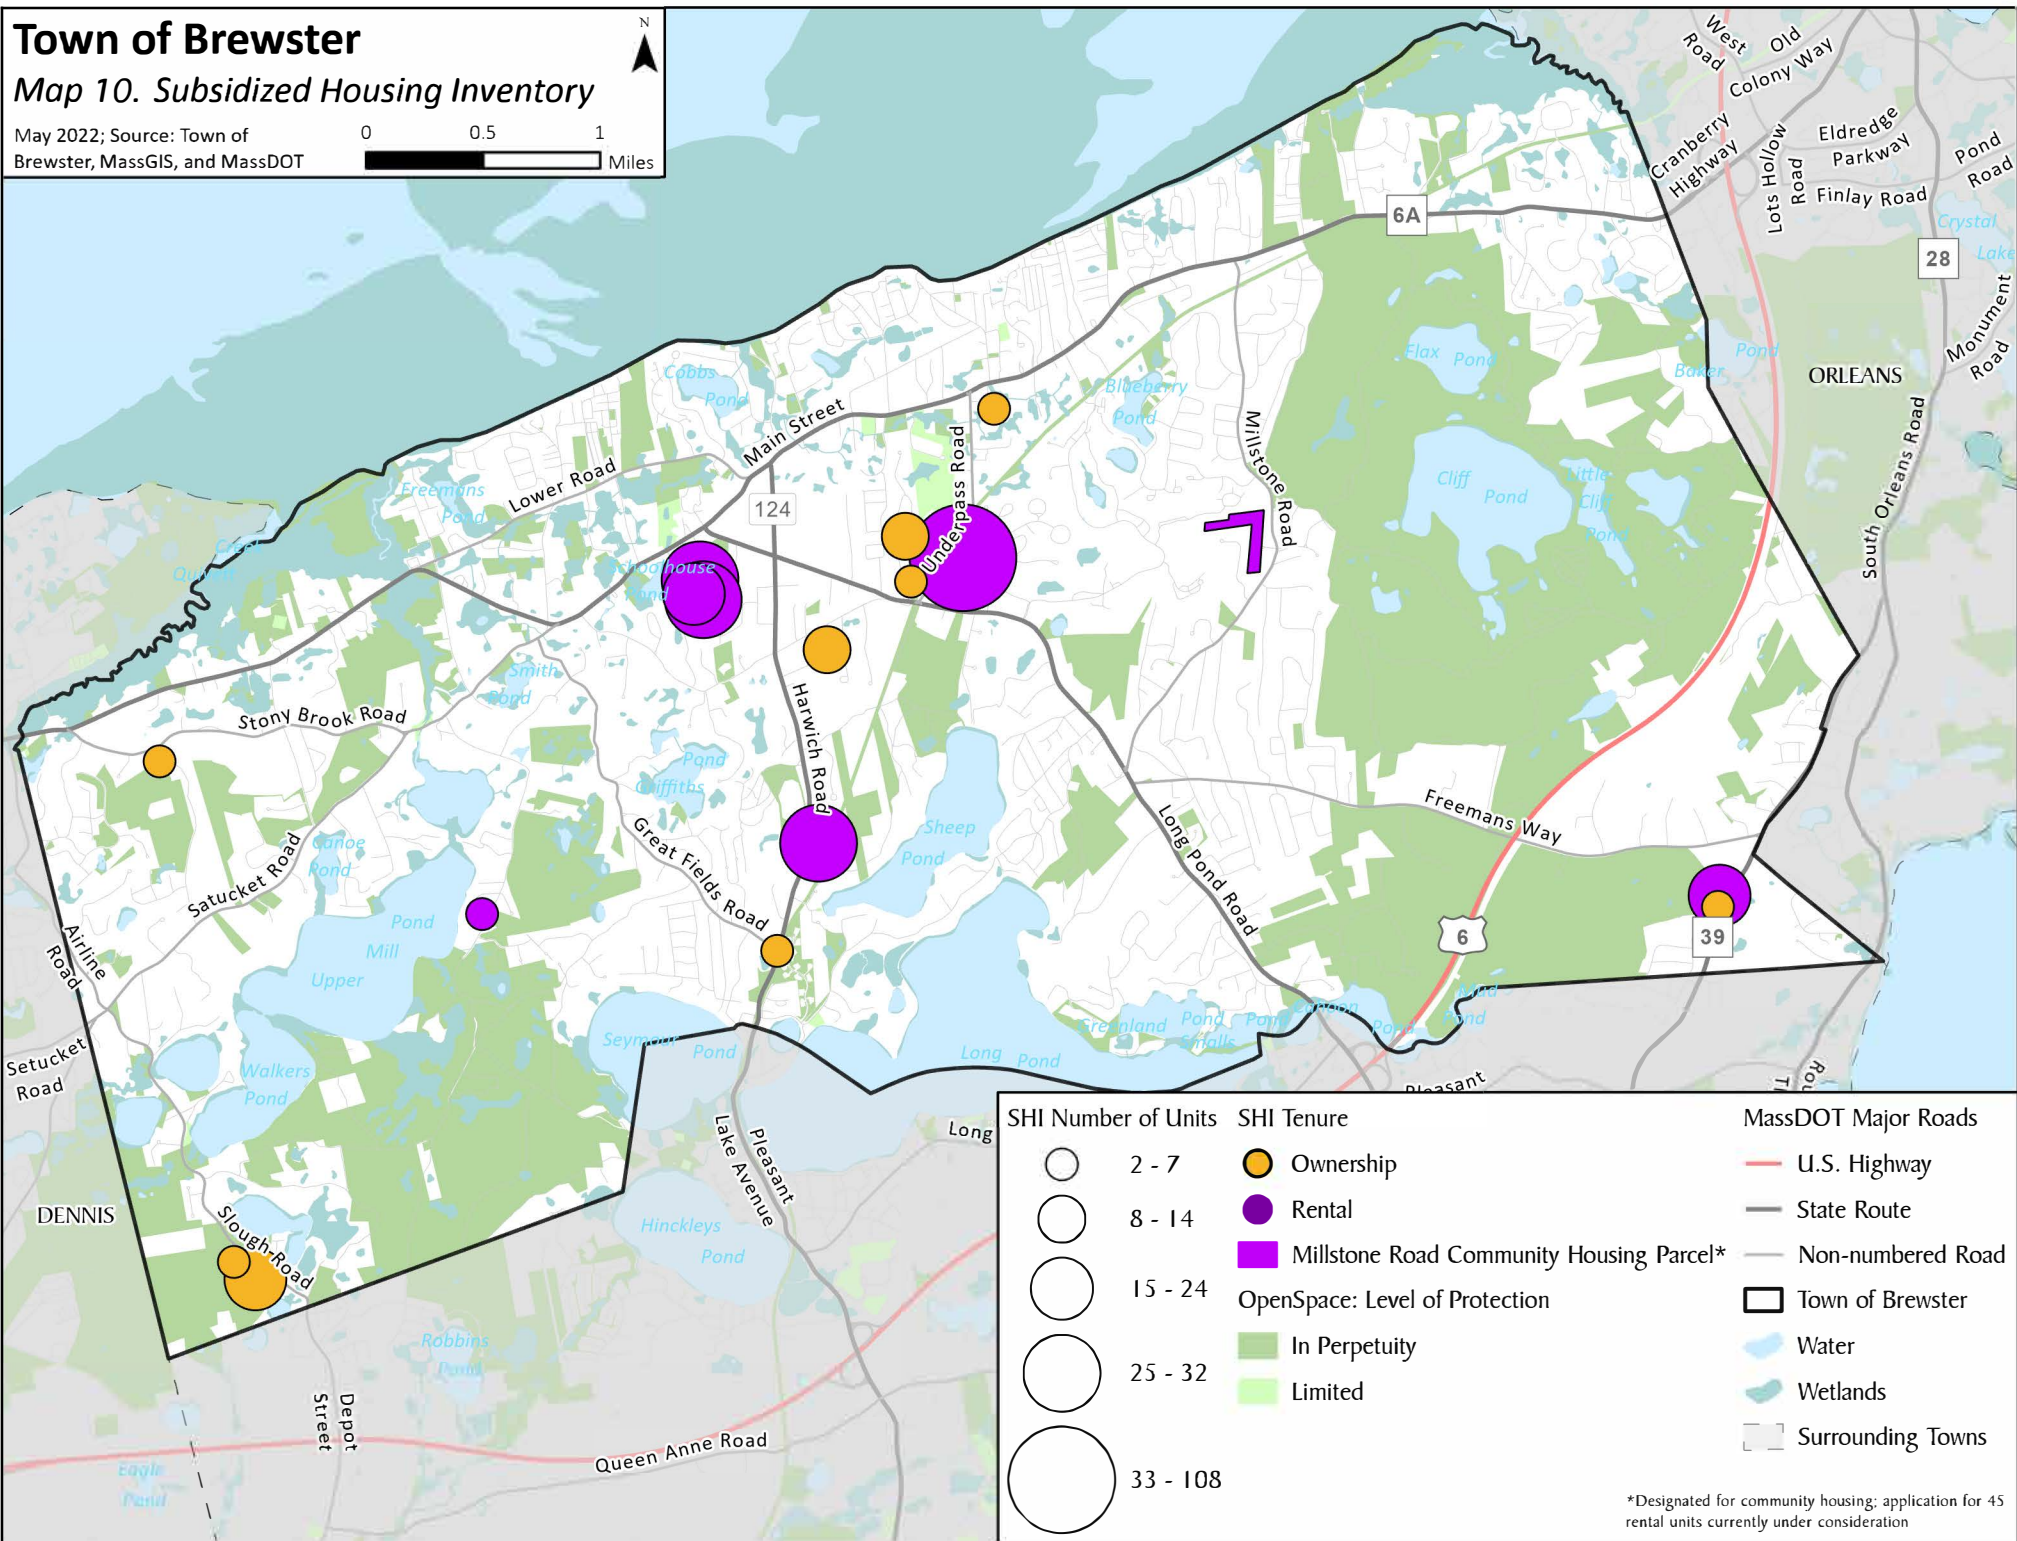 Town of Brewster
Map 10. Subsidized Housing Inventory
May 2022; Source: Town of
Brewster, MassGIS, and MassDOT
0 0.5 1
Miles
N
West
Road
Old
Colony Way
Cranberry
Highway
Lots Hollow
Road
Eldredge
Parkway
Finlay Road
Pond
Road
Crystal
Lake
28
Monument
Road
6A
Flax Pond
Baker Pond
ORLEANS
South Orleans Road
Cobbs
Pond
Main Street
Blueberry
Pond
Millstone Road
Underpass Road
Lower Road
Freemans
Pond
124
Cliff
Pond
Little
Cliff
Pond
Creek
Quivett
Schoolhouse
Pond
Smith
Pond
Stony Brook Road
Harwich Road
Pond
Griffiths
Sheep
Pond
Long Pond Road
Freemans Way
Great Fields Road
Canoe
Pond
Satucket Road
Airline
Road
Pond
Mill
Upper
6
39
Mud
Pond
Cahoon
Pond
Greenland
Pond
Pond
Smalls
Long Pond
Seymour
Pond
Setucket
Road
Walkers
Pond
Pleasant
Long
Pleasant
Lake Avenue
DENNIS
Slough Road
Hinckleys
Pond
Robbins
Pond
Depot
Street
Queen Anne Road
Eagle
Pond
SHI Number of Units
2 - 7
8 - 14
15 - 24
25 - 32
33 - 108
SHI Tenure
Ownership
Rental
Millstone Road Community Housing Parcel*
OpenSpace: Level of Protection
In Perpetuity
Limited
MassDOT Major Roads
U.S. Highway
State Route
Non-numbered Road
Town of Brewster
Water
Wetlands
Surrounding Towns
*Designated for community housing; application for 45
rental units currently under consideration